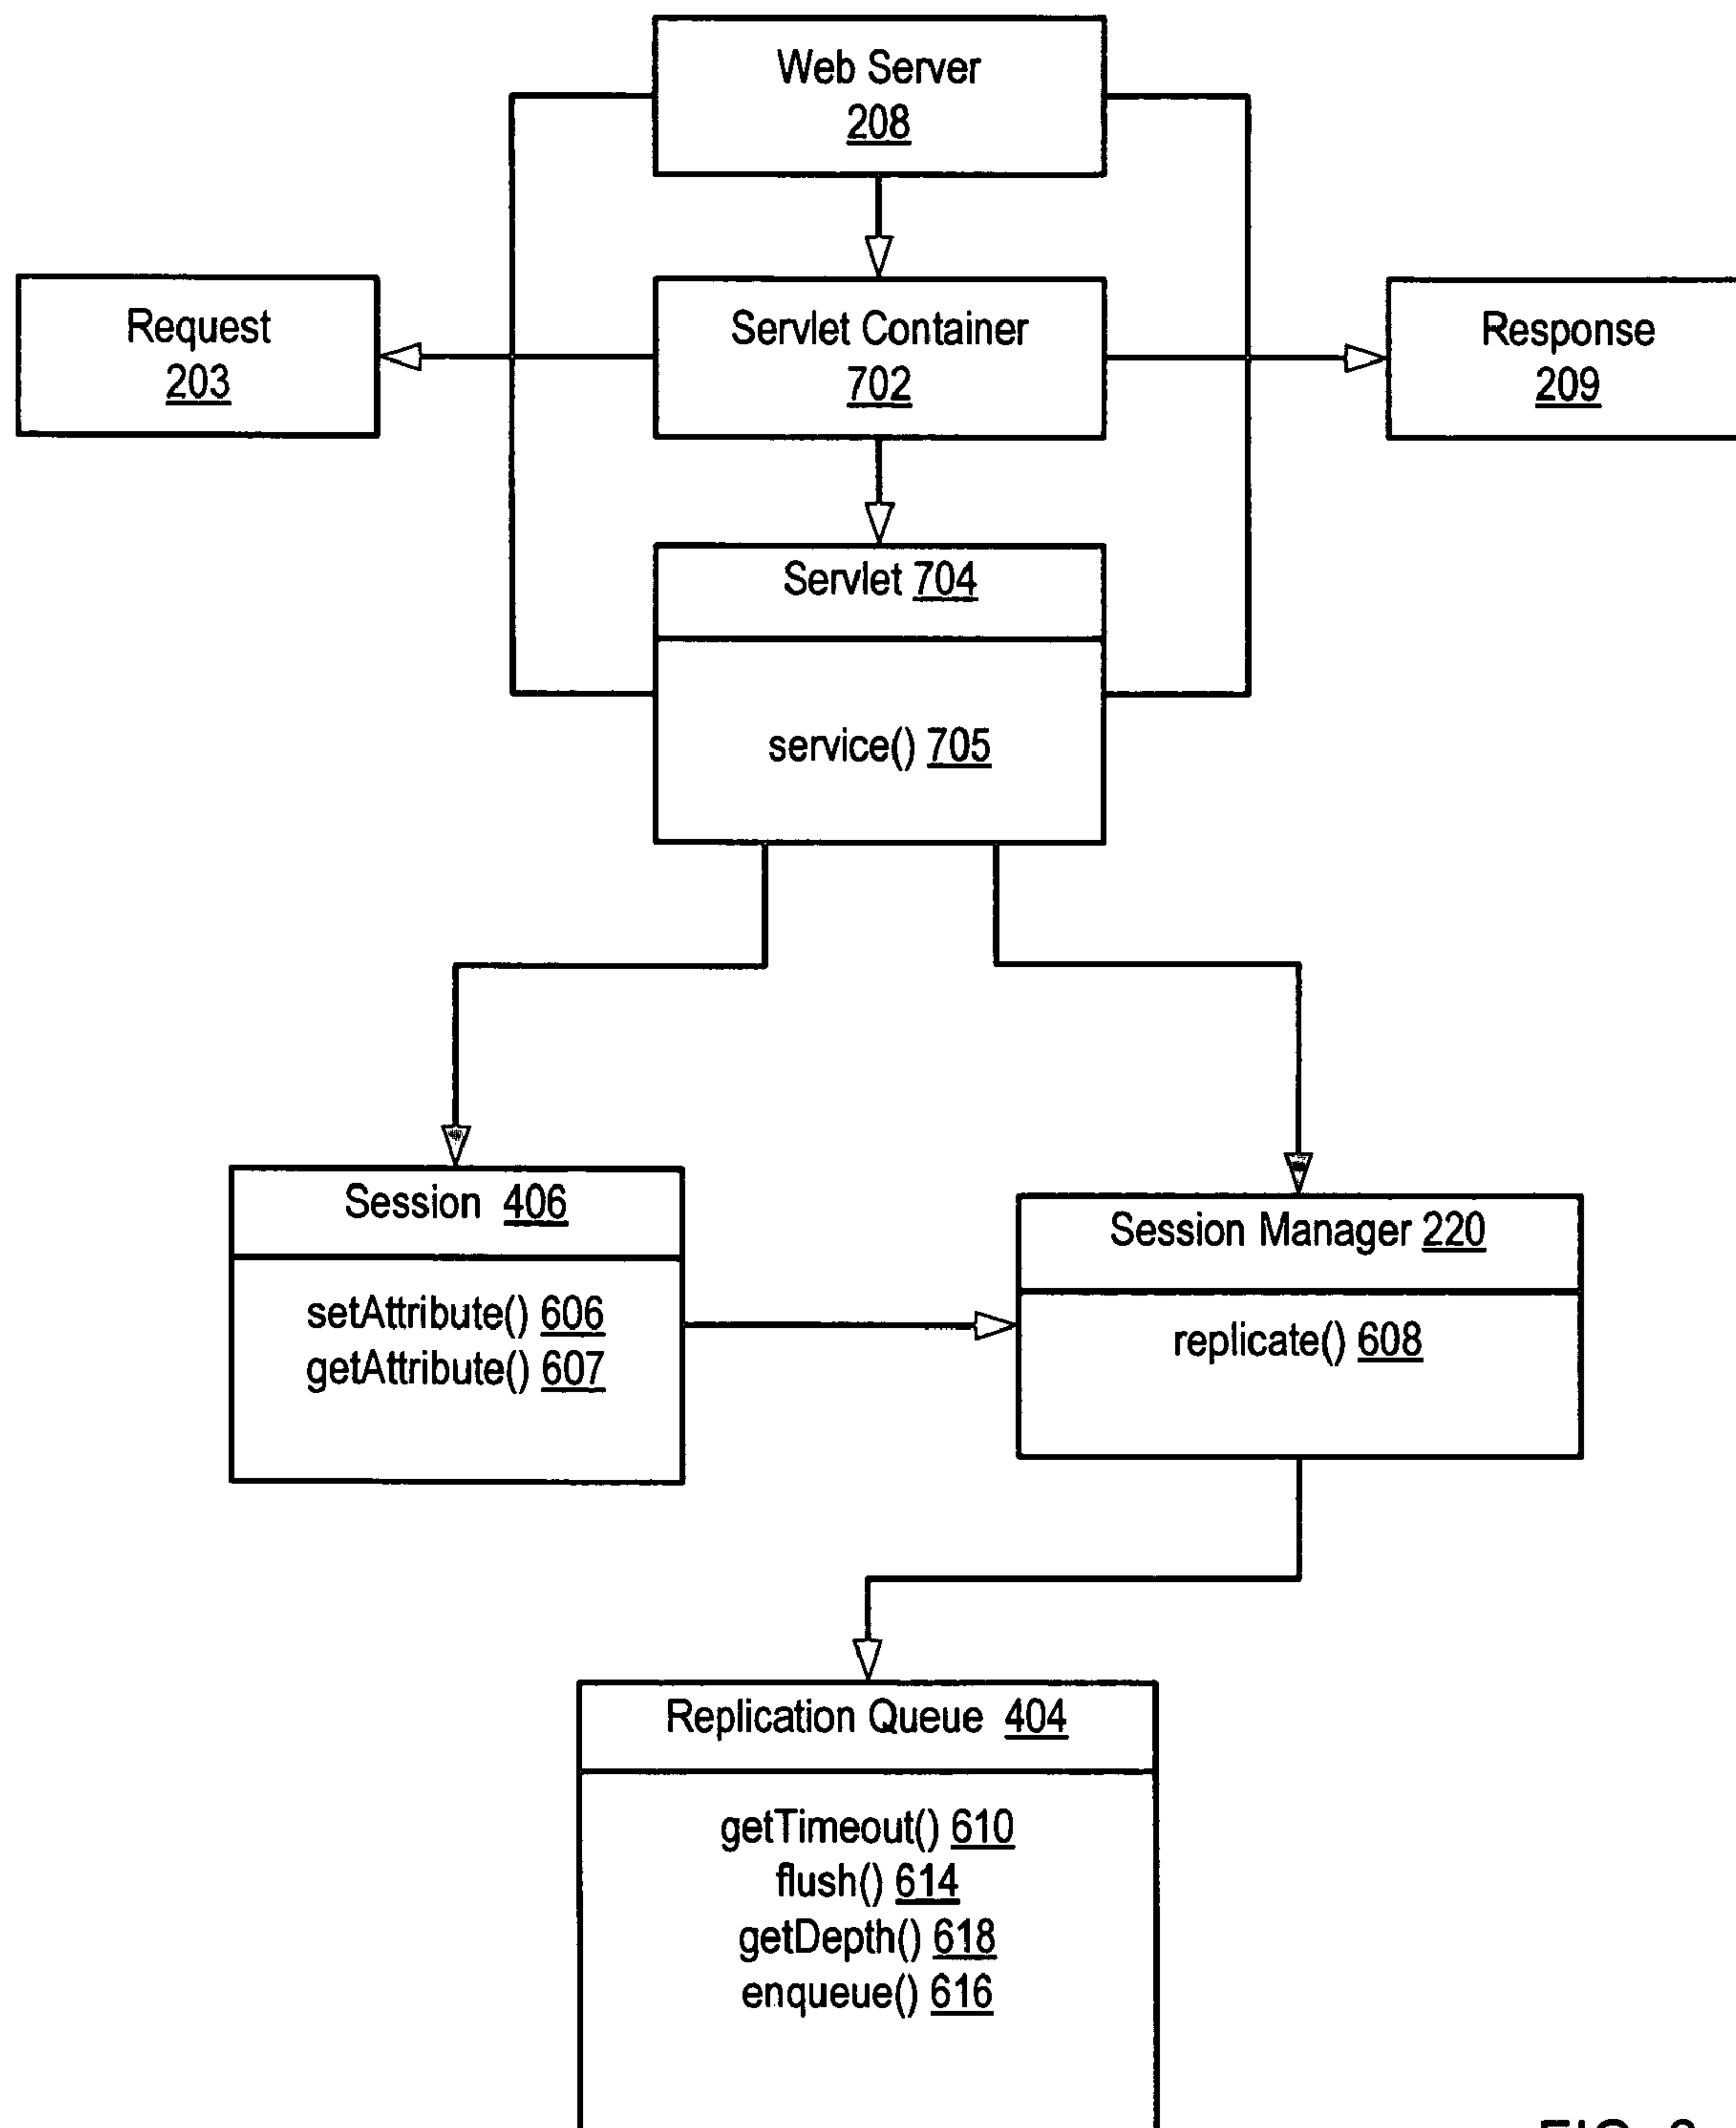 Web Server
208
Request
203
Servlet Container
702
Response
209
Servlet 704
service() 705
Session 406
setAttribute() 606
getAttribute() 607
Session Manager 220
replicate() 608
Replication Queue 404
getTimeout() 610
flush() 614
getDepth() 618
enqueue() 616